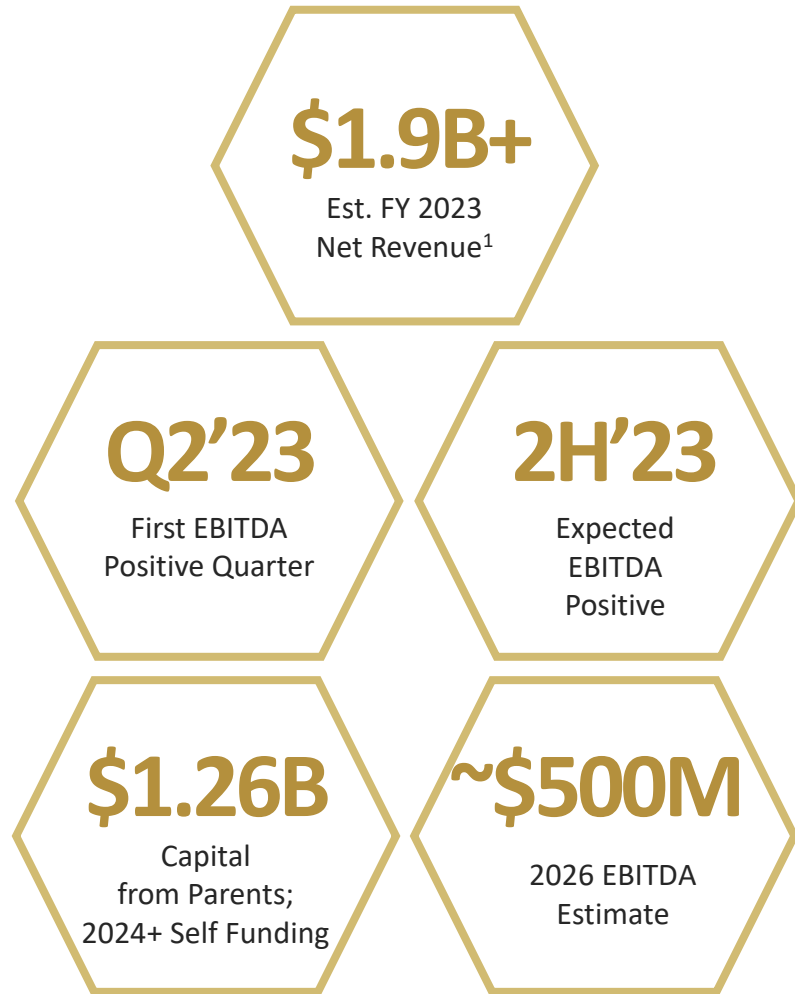 $1.9B+
Est. FY 2023
Net Revenue¹
Q2’23
First EBITDA
Positive Quarter
2H’23
Expected
EBITDA
Positive
$1.26B
Capital
from Parents;
2024+ Self Funding
~$500M
2026 EBITDA
Estimate